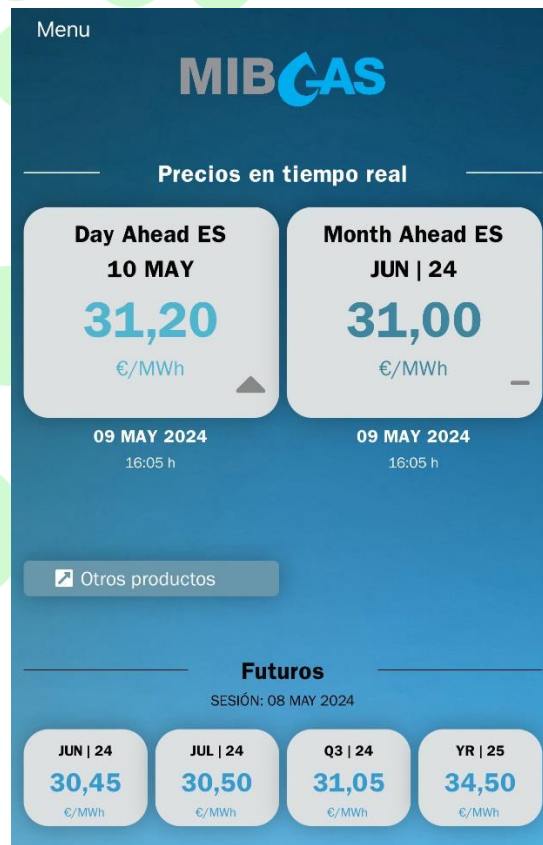 Menu
MIBGAS
Precios en tiempo real
Day Ahead ES
10 MAY
31,20
€/MWh
09 MAY 2024
16:05 h
Month Ahead ES
JUN | 24
31,00
€/MWh
09 MAY 2024
16:05 h
Otros productos
Futuros
SESIÓN: 08 MAY 2024
JUN | 24
30,45
€/MWh
JUL | 24
30,50
€/MWh
Q3 | 24
31,05
€/MWh
YR | 25
34,50
€/MWh